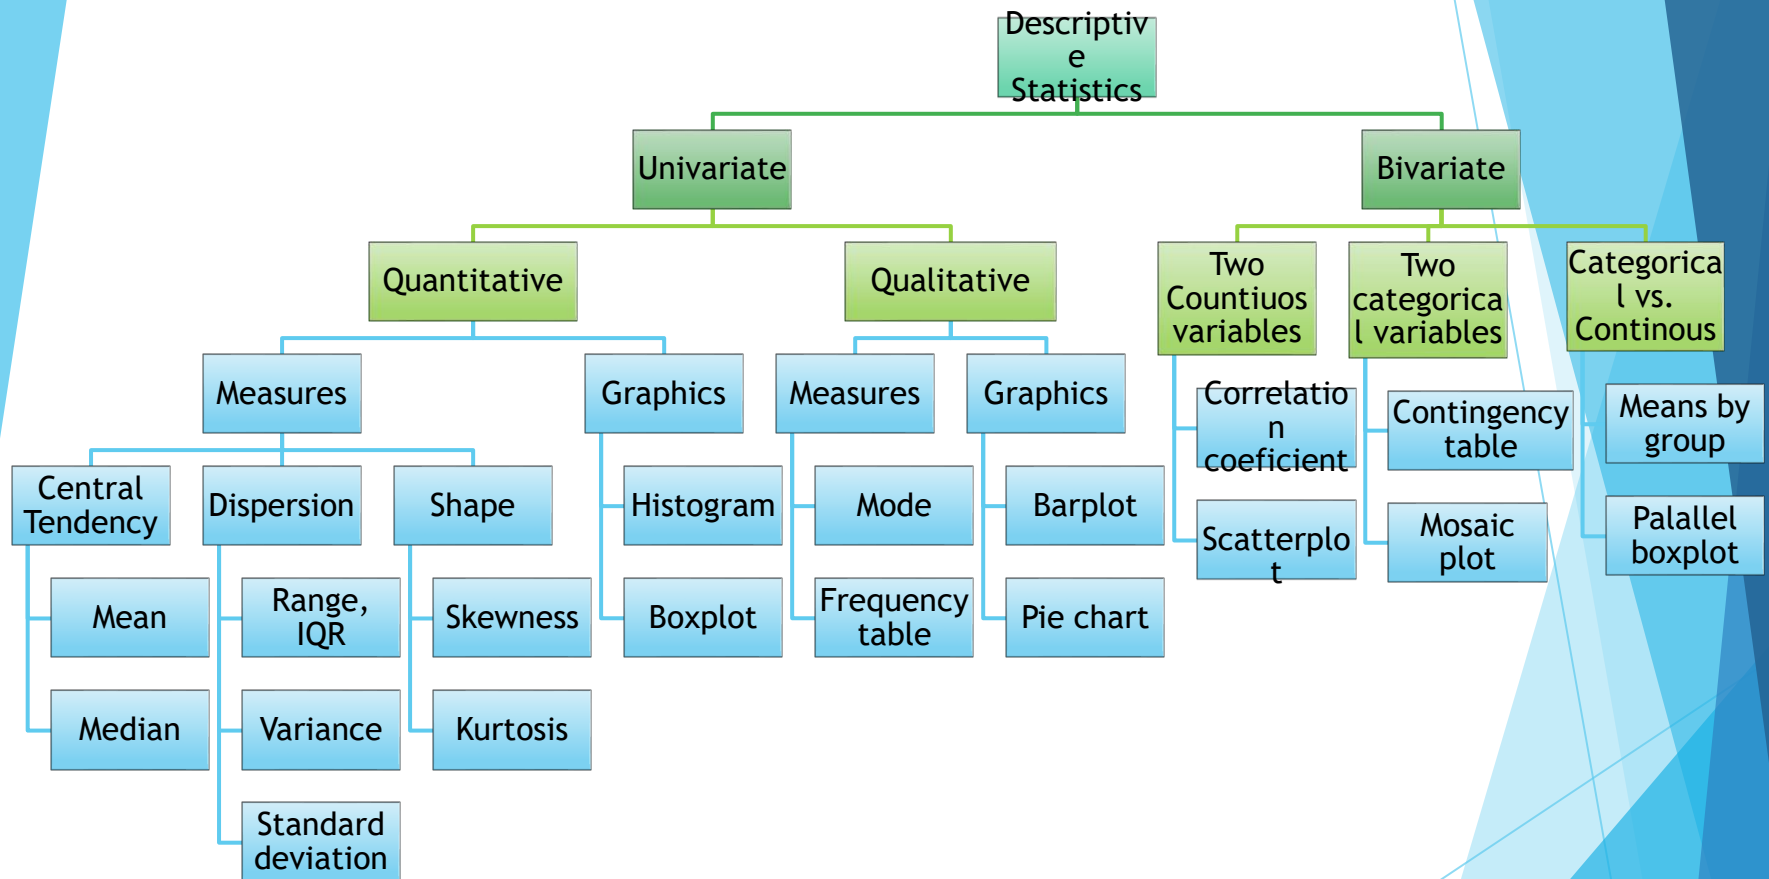 Descriptiv
e
Statistics
Univariate
Bivariate
Quantitative
Qualitative
Two
Countiuos
variables
Two
categorica
l variables
Categorica
l vs.
Continous
Measures
Graphics
Measures
Graphics
Correlatio
n
coeficient
Contingency
table
Means by
group
Central
Tendency
Dispersion
Shape
Histogram
Mode
Barplot
Scatterplo
t
Mosaic
plot
Palallel
boxplot
Mean
Range,
IQR
Skewness
Boxplot
Frequency
table
Pie chart
Median
Variance
Kurtosis
Standard
deviation